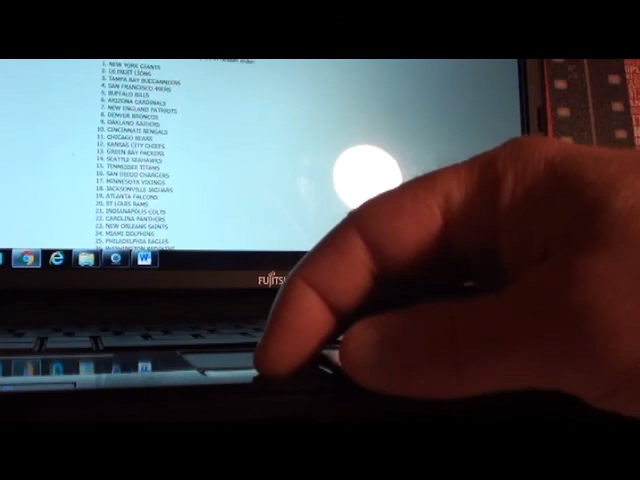 1. NEW YORK GIANTS
2. DETROIT LIONS
3. TAMPA BAY BUCCANNEERS
4. SAN FRANCISCO 49ERS
5. BUFFALO BILLS
6. ARIZONA CARDINALS
7. NEW ENGLAND PATRIOTS
8. DENVER BRONCOS
9. OAKLAND RAIDERS
10. CINCINNATI BENGALS
11. CHICAGO BEARS
12. KANSAS CITY CHIEFS
13. GREEN BAY PACKERS
14. SEATTLE SEAHAWKS
15. TENNESSEE TITANS
16. SAN DIEGO CHARGERS
17. MINNESOTA VIKINGS
18. JACKSONVILLE JAGUARS
19. ATLANTA FALCONS
20. ST LOUIS RAMS
21. INDIANAPOLIS COLTS
22. CAROLINA PANTHERS
23. NEW ORLEANS SAINTS
24. MIAMI DOLPHINS
25. PHILADELPHIA EAGLES
26. WASHINGTON REDSKINS
FUJITSU